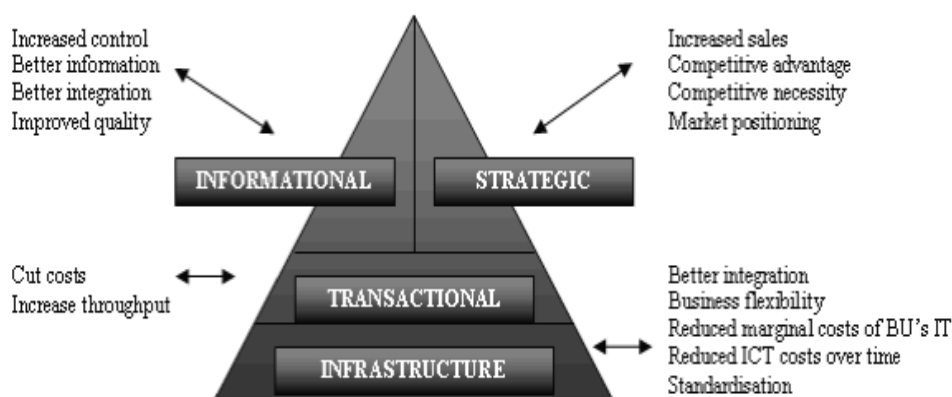 Increased control
Better information
Better integration
Improved quality
Increased sales
Competitive advantage
Competitive necessity
Market positioning
INFORMATIONAL
STRATEGIC
Cut costs
Increase throughput
TRANSACTIONAL
Better integration
Business flexibility
Reduced marginal costs of BU's IT
Reduced ICT costs over time
Standardisation
INFRASTRUCTURE